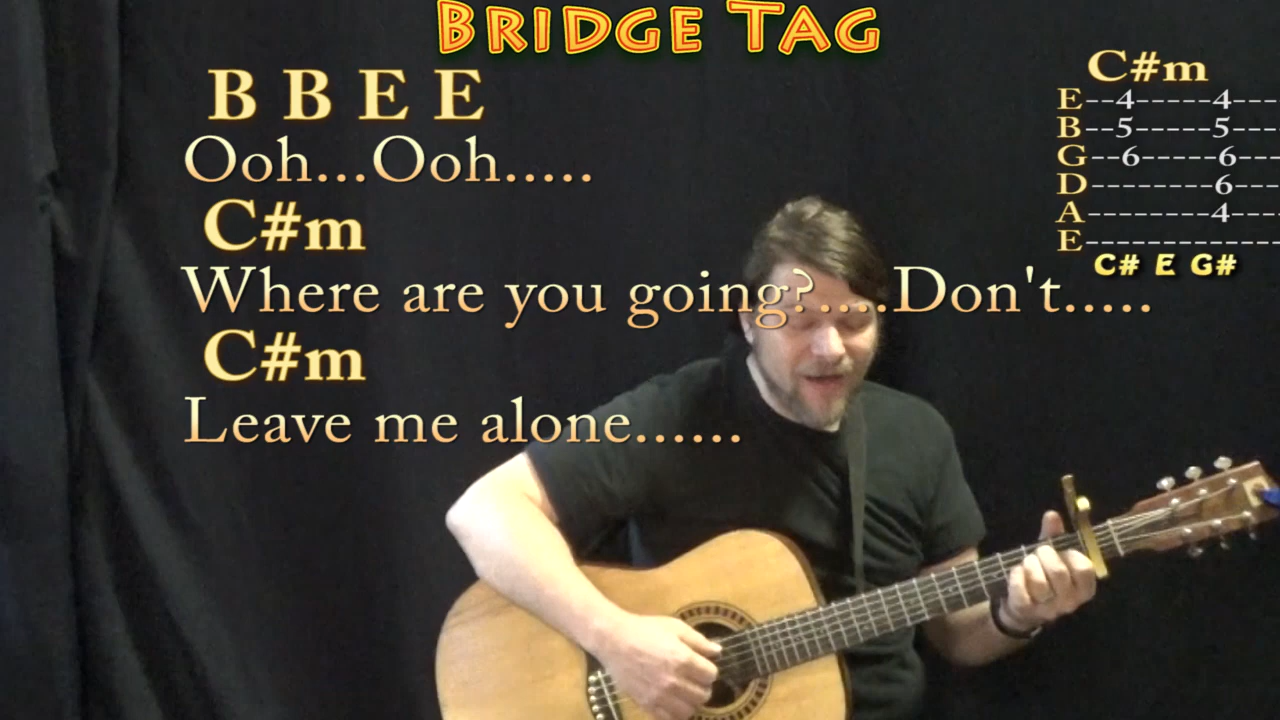 BRIDGE TAG
B B E E
Ooh...Ooh.....
C#m
Where are you going?....Don't.....
C#m
Leave me alone......
C#m
E--4-----4---
B--5-----5---
G--6-----6---
D--------6---
A--------4---
E------------
C# E G#